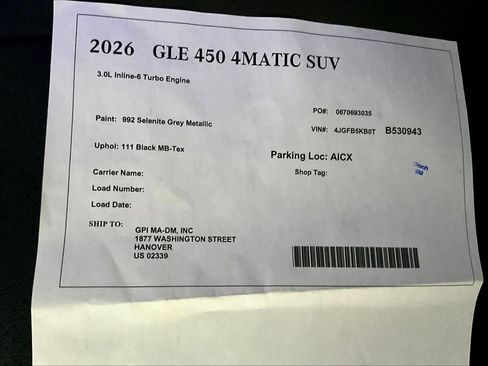 2026 GLE 450 4MATIC SUV
3.0L Inline-6 Turbo Engine
PO#: 0670693035
Paint: 992 Selenite Grey Metallic
VIN#: 4JGFB5KB0T B530943
Uphol: 111 Black MB-Tex
Parking Loc: AICX
Carrier Name:
Shop Tag:
Load Number:
Load Date:
SHIP TO:
GPI MA-DM, INC
1877 WASHINGTON STREET
HANOVER
US 02339